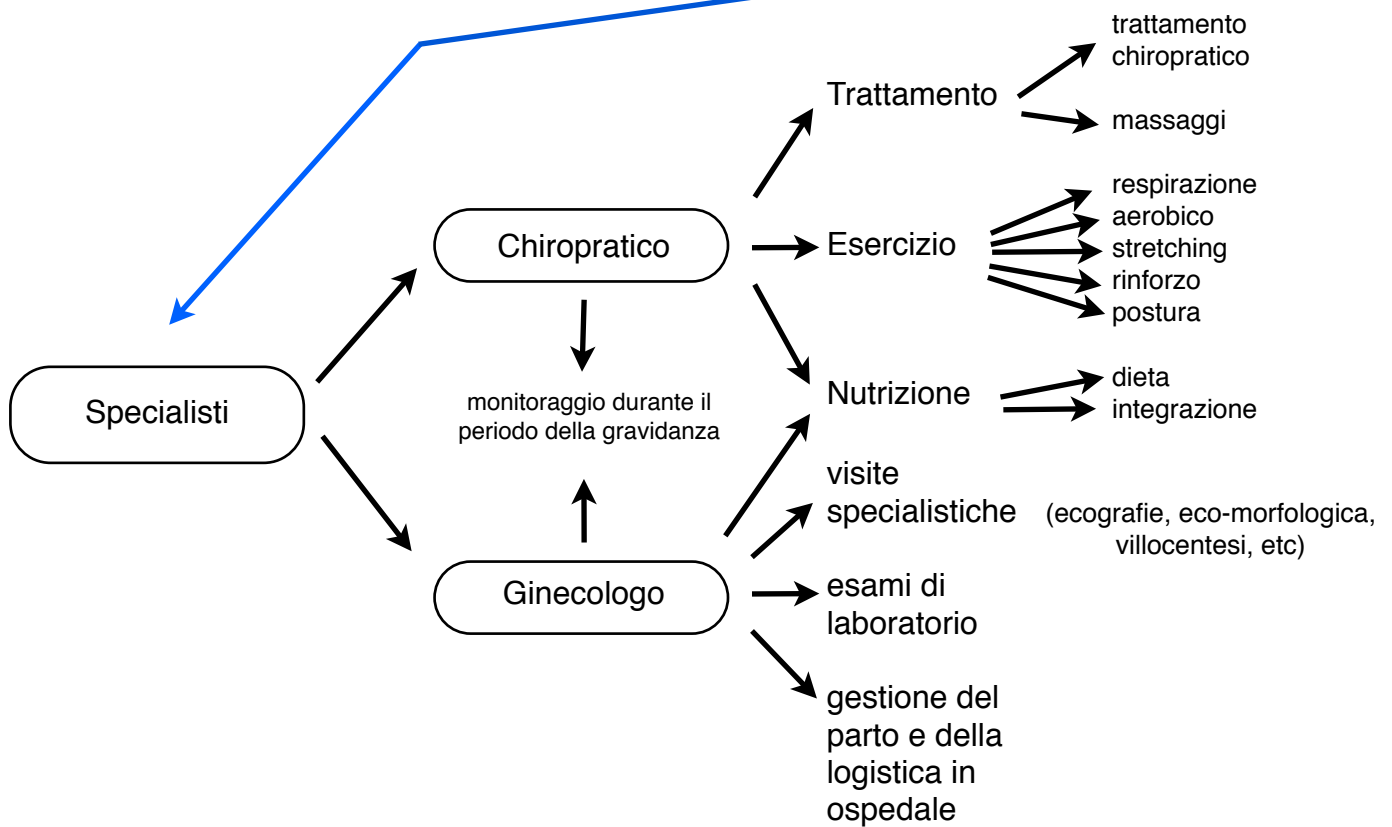 trattamento
chiropratico
Trattamento
massaggi
respirazione
aerobico
Chiropratico
Esercizio
stretching
rinforzo
postura
Specialisti
monitoraggio durante il
periodo della gravidanza
Nutrizione
dieta
integrazione
visite
specialistiche
(ecografie, eco-morfologica,
villocentesi, etc)
Ginecologo
esami di
laboratorio
gestione del
parto e della
logistica in
ospedale